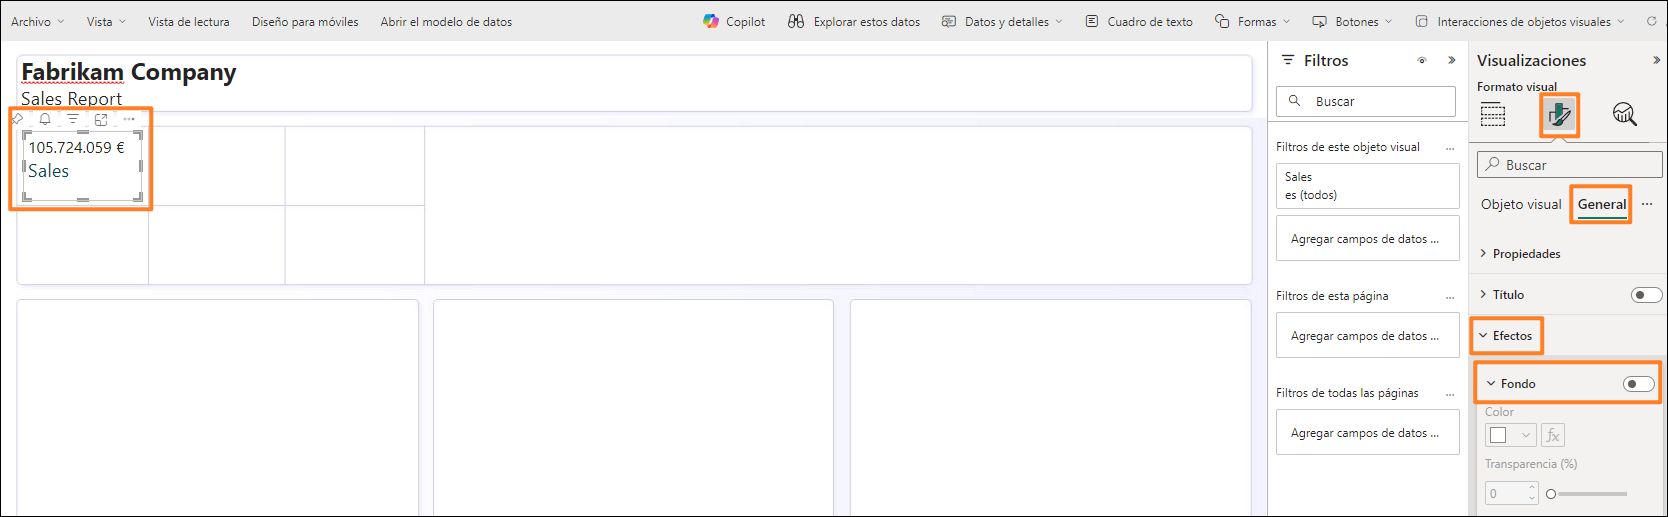 Archivo
Vista
Vista de lectura
Diseño para móviles
Abrir el modelo de datos
Copilot
Explorar estos datos
Datos y detalles
Cuadro de texto
Formas
Botones
Interacciones de objetos visuales
Fabrikam Company
Sales Report
105.724.059 €
Sales
Filtros
Buscar
Filtros de este objeto visual
...
Sales
es (todos)
Agregar campos de datos ...
Filtros de esta página
...
Agregar campos de datos ...
Filtros de todas las páginas
...
Agregar campos de datos ...
Visualizaciones
Formato visual
Buscar
Objeto visual
General
...
Propiedades
Título
Efectos
Fondo
Color
fx
Transparencia (%)
0